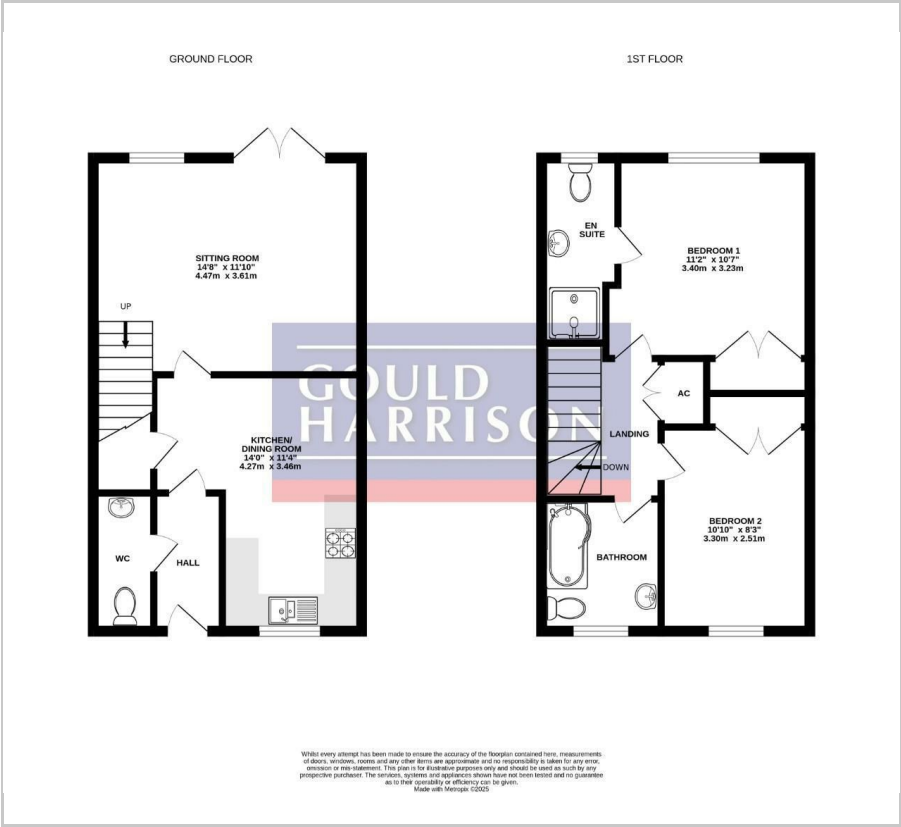 GROUND FLOOR
1ST FLOOR
SITTING ROOM
14'8" x 11'10"
4.47m x 3.61m
UP
KITCHEN/
DINING ROOM
14'0" x 11'4"
4.27m x 3.46m
WC
HALL
EN
SUITE
BEDROOM 1
11'2" x 10'7"
3.40m x 3.23m
AC
LANDING
DOWN
BEDROOM 2
10'10" x 8'3"
3.30m x 2.51m
BATHROOM
GOULD
HARRISON
Whilst every attempt has been made to ensure the accuracy of the floorplan contained here, measurements
of doors, windows, rooms and any other items are approximate and no responsibility is taken for any error,
omission or mis-statement. This plan is for illustrative purposes only and should be used as such by any
prospective purchaser. The services, systems and appliances shown have not been tested and no guarantee
as to their operability or efficiency can be given.
Made with Metropix ©2025